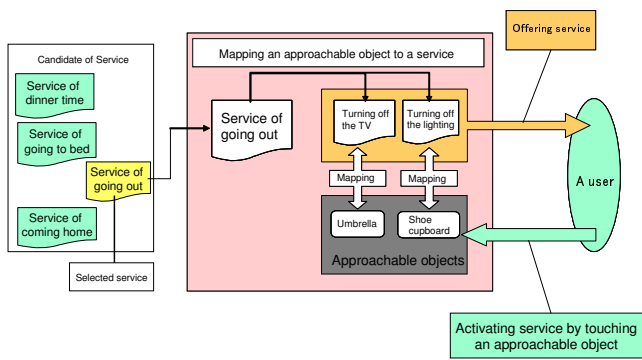 Candidate of Service
Service of
dinner time
Service of
going to bed
Service of
going out
Service of
coming home
Selected service
Mapping an approachable object to a service
Service of
going out
Turning off
the TV
Turning off
the lighting
Mapping
Mapping
Umbrella
Shoe
cupboard
Approachable objects
Offering service
A user
Activating service by touching
an approachable object